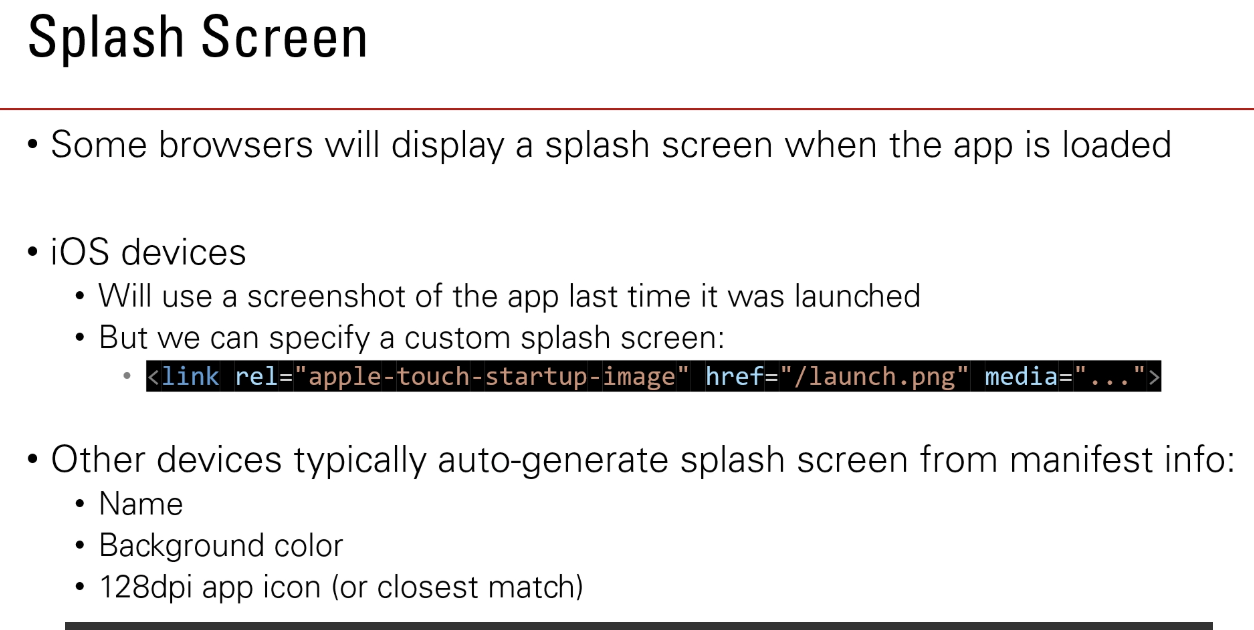 Splash Screen
• Some browsers will display a splash screen when the app is loaded
• iOS devices
• Will use a screenshot of the app last time it was launched
• But we can specify a custom splash screen:
• <link rel="apple-touch-startup-image" href="/launch.png" media="...">
• Other devices typically auto-generate splash screen from manifest info:
• Name
• Background color
• 128dpi app icon (or closest match)